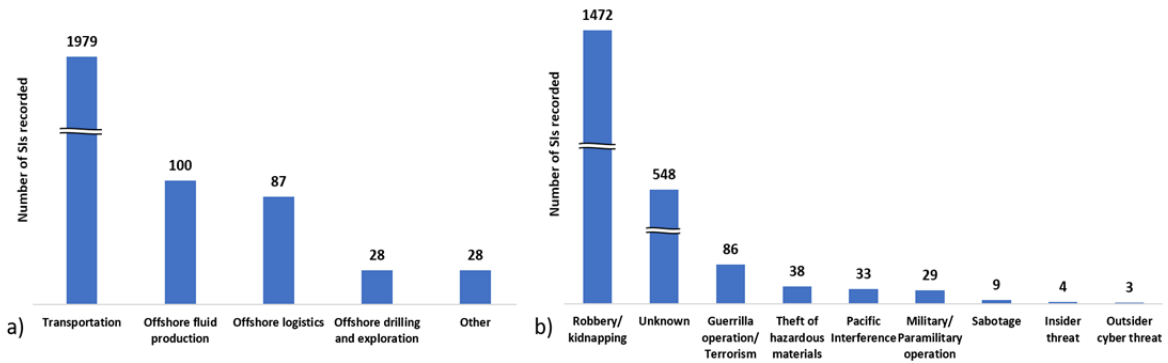 1979
100
87
28
28
Number of SIs recorded
Transportation
Offshore fluid
production
Offshore logistics
Offshore drilling
and exploration
Other
a)
1472
548
86
38
33
29
9
4
3
Number of SIs recorded
Robbery/
kidnapping
Unknown
Guerrilla
operation/
Terrorism
Theft of
hazardous
materials
Pacific
Interference
Military/
Paramilitary
operation
Sabotage
Insider
threat
Outsider
cyber threat
b)